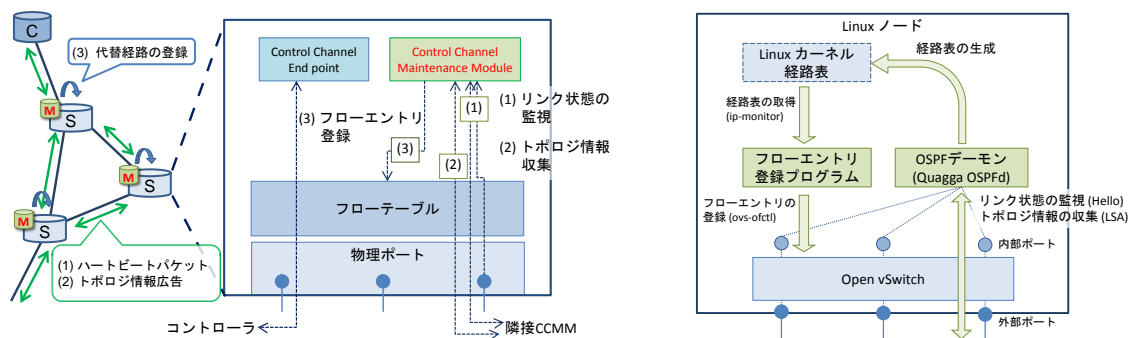 C
(3) 代替経路の登録
M
S
M
S
M
S
(1) ハートビートパケット
(2) トポロジ情報広告
Control Channel
End point
Control Channel
Maintenance Module
(1)
(1) リンク状態の
監視
(3) フローエントリ
登録
(3)
(2)
(2) トポロジ情報
収集
フローテーブル
物理ポート
コントローラ
隣接CCMM
Linux ノード
Linux カーネル
経路表
経路表の生成
経路表の取得
(ip-monitor)
フローエントリ
登録プログラム
OSPFデーモン
(Quagga OSPFd)
フローエントリの
登録 (ovs-ofctl)
リンク状態の監視 (Hello)
トポロジ情報の収集 (LSA)
内部ポート
Open vSwitch
外部ポート